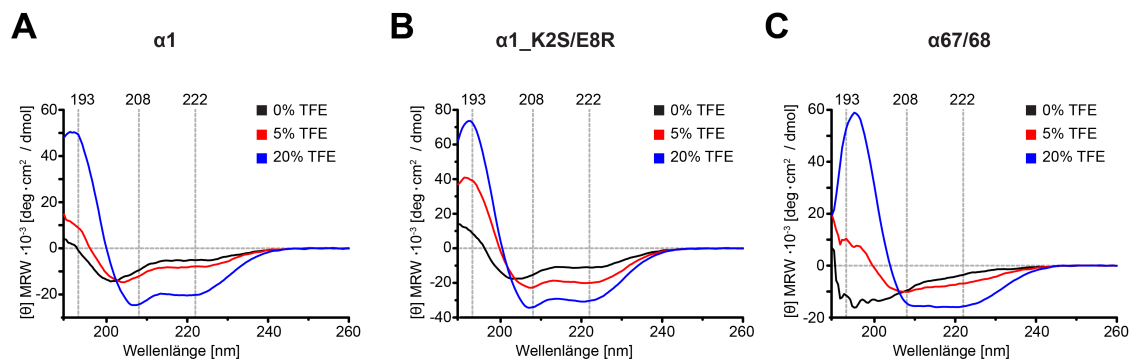 A
α1
193
208
222
0% TFE
5% TFE
20% TFE
60
40
20
0
-20
[θ] MRW ·10⁻³ [deg·cm² / dmol]
200
220
240
260
Wellenlänge [nm]
B
α1_K2S/E8R
193
208
222
0% TFE
5% TFE
20% TFE
80
60
40
20
0
-20
-40
[θ] MRW ·10⁻³ [deg·cm² / dmol]
200
220
240
260
Wellenlänge [nm]
C
α67/68
193
208
222
0% TFE
5% TFE
20% TFE
60
40
20
0
-20
[θ] MRW ·10⁻³ [deg·cm² / dmol]
200
220
240
260
Wellenlänge [nm]